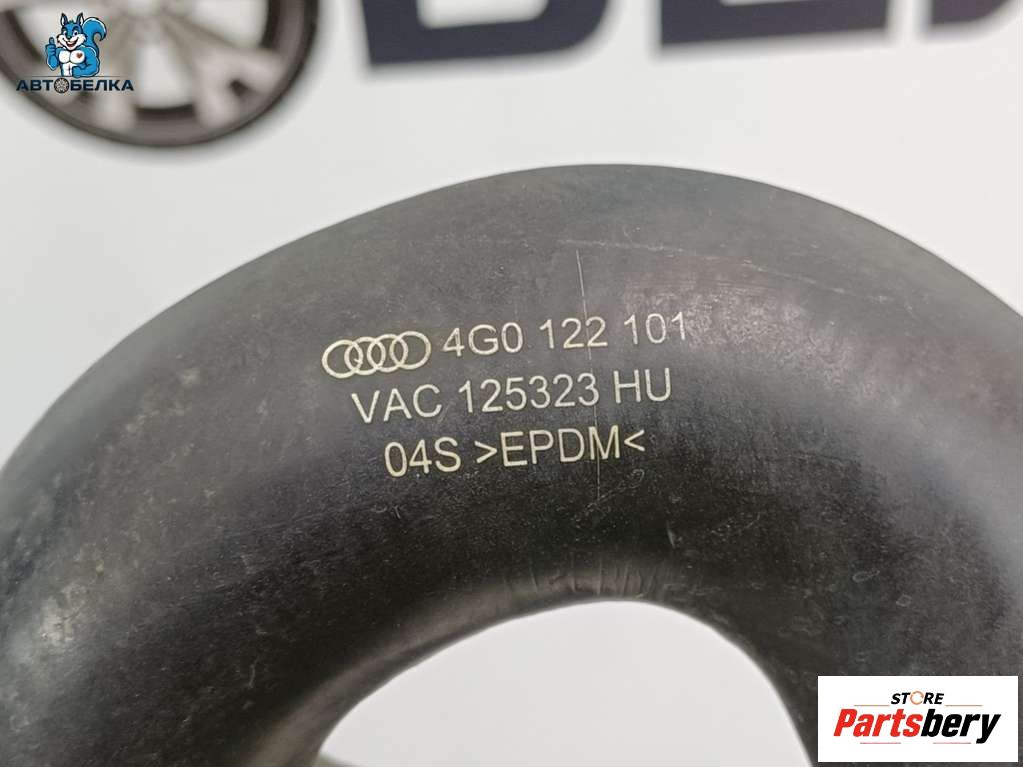 АВТОБЕЛКА
4G0 122 101
VAC 125323 HU
04S >EPDM<
STORE
Partsbery